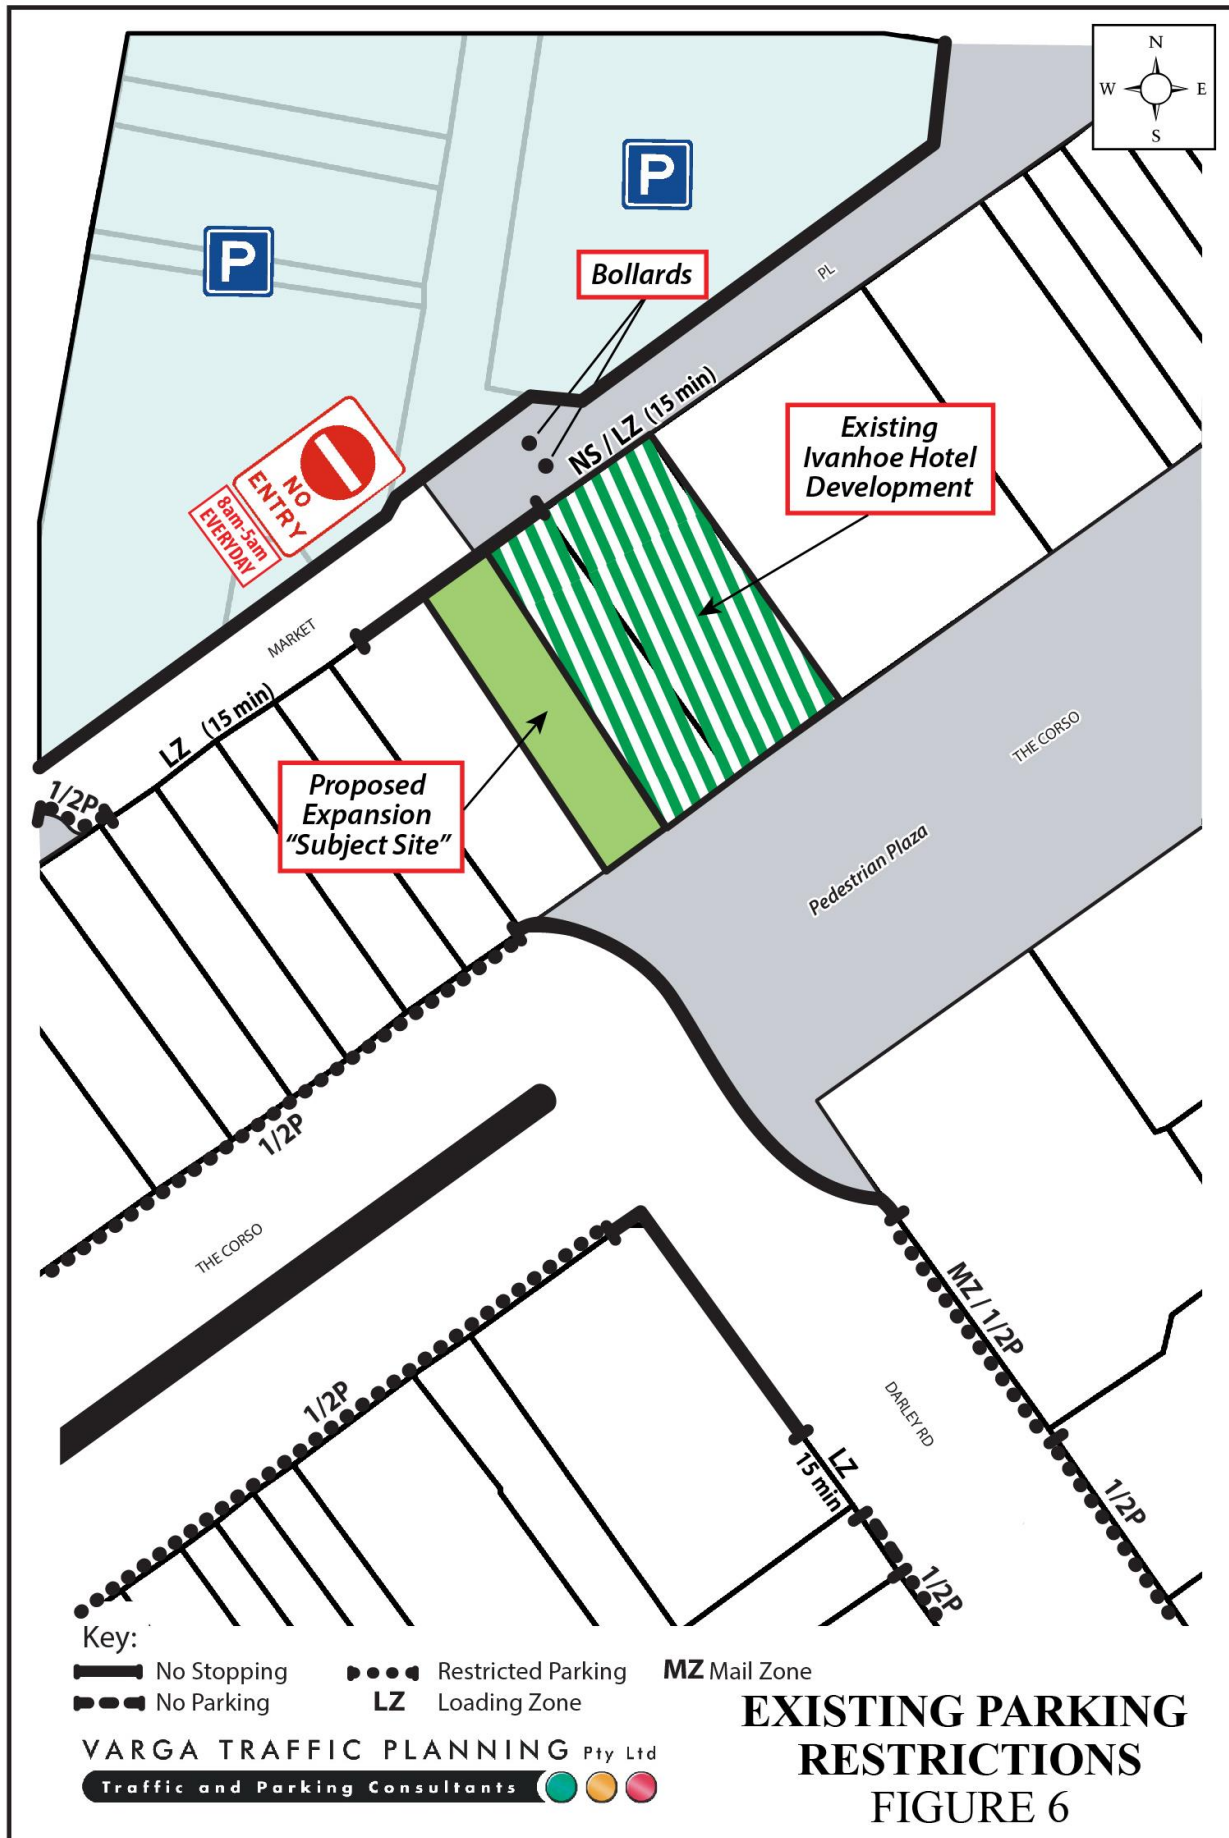 N
W E
S
P
P
Bollards
PL
NS / LZ (15 min)
Existing
Ivanhoe Hotel
Development
NO
ENTRY
8am-5am
EVERYDAY
MARKET
LZ (15 min)
1/2P
Proposed
Expansion
“Subject Site”
THE CORSO
Pedestrian Plaza
1/2P
THE CORSO
MZ / 1/2P
1/2P
DARLEY RD
LZ
15 min
1/2P
1/2P
Key:
No Stopping
Restricted Parking
MZ Mail Zone
No Parking
LZ Loading Zone
EXISTING PARKING
RESTRICTIONS
FIGURE 6
VARGA TRAFFIC PLANNING Pty Ltd
Traffic and Parking Consultants